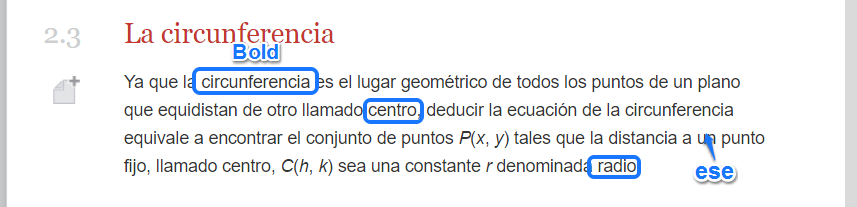 2.3 La circunferencia
Bold
Ya que la circunferencia es el lugar geométrico de todos los puntos de un plano
que equidistan de otro llamado centro, deducir la ecuación de la circunferencia
equivale a encontrar el conjunto de puntos P(x, y) tales que la distancia a un punto
fijo, llamado centro, C(h, k) sea una constante r denominada radio
ese